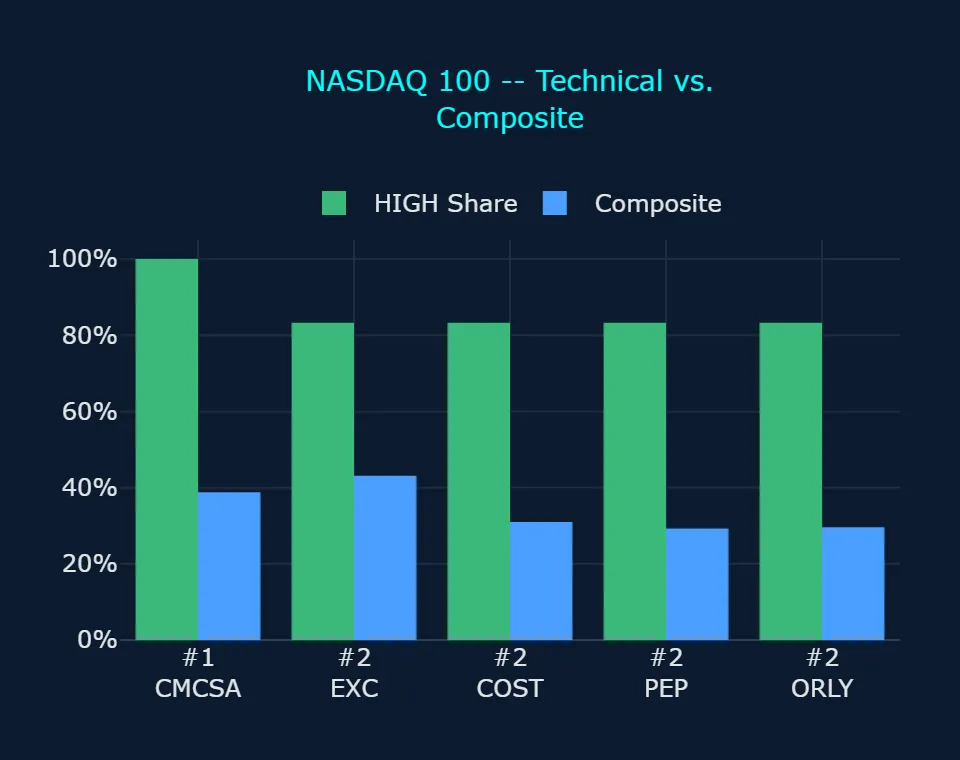 NASDAQ 100 -- Technical vs.
Composite
HIGH Share
Composite
100%
80%
60%
40%
20%
0%
#1
CMCSA
#2
EXC
#2
COST
#2
PEP
#2
ORLY